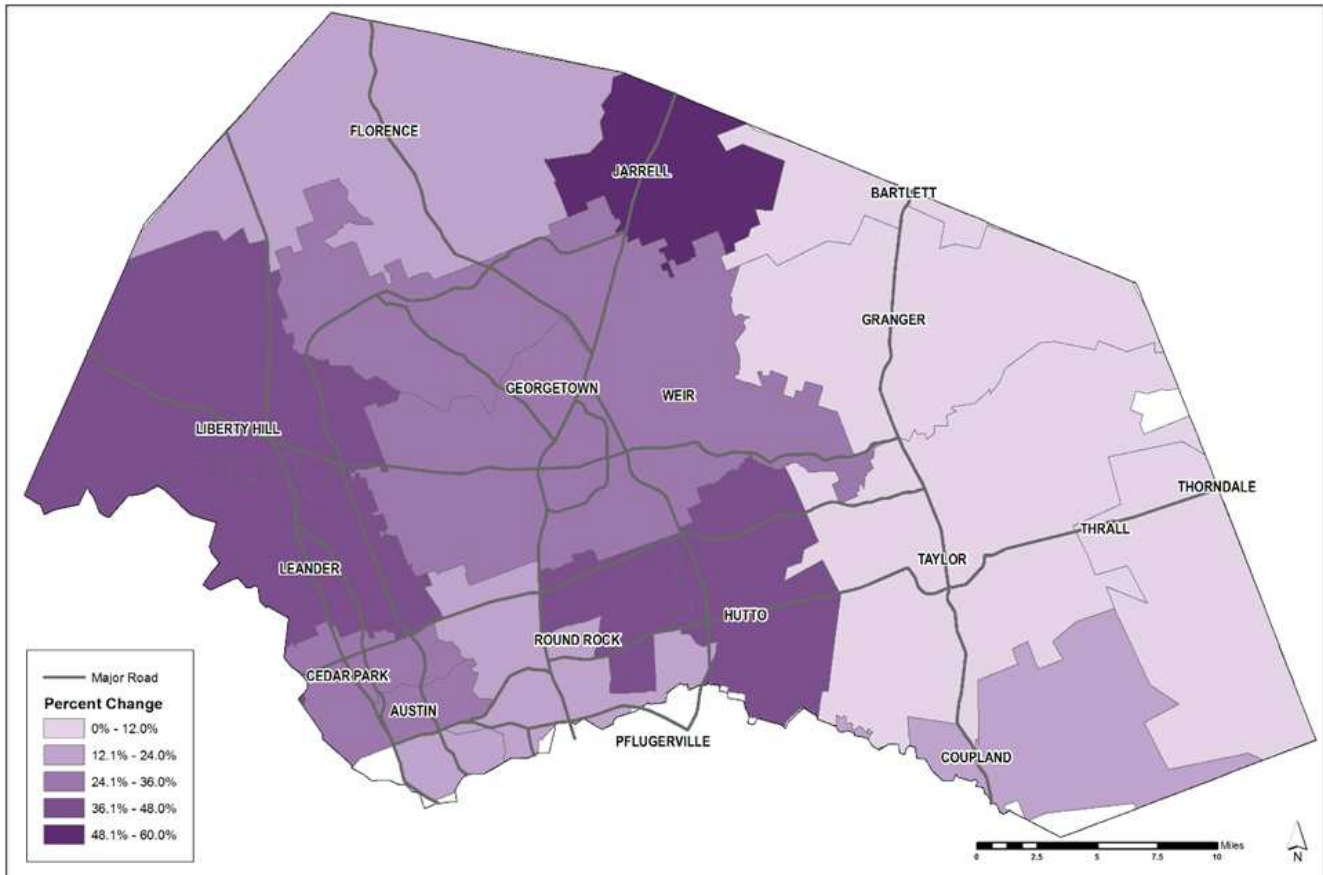 FLORENCE
JARRELL
BARTLETT
GRANGER
GEORGETOWN
WEIR
LIBERTY HILL
THORNDALE
THRALL
TAYLOR
LEANDER
HUTTO
ROUND ROCK
CEDAR PARK
AUSTIN
PFLUGERVILLE
COUPLAND
Major Road
Percent Change
0% - 12.0%
12.1% - 24.0%
24.1% - 36.0%
36.1% - 48.0%
48.1% - 60.0%
Miles
0 2.5 5 7.5 10
N